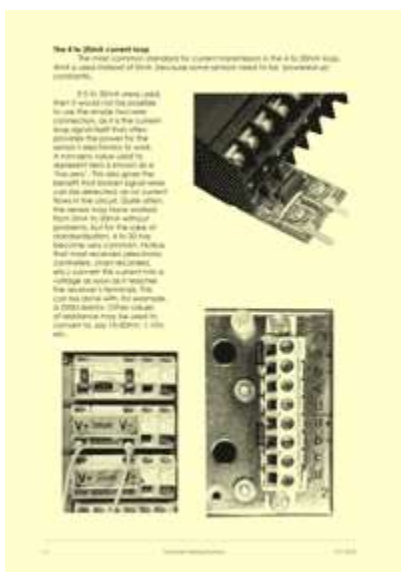 The 4 to 20mA current loop
The most common standard for current transmission is the 4 to 20mA loop.
4mA is used instead of 0mA, because some sensors need to be 'powered up'
constantly.
If 0 to 20mA were used,
then it would not be possible
to use the simple two-wire
connection, as it is the current
loop signal itself that often
provides the power for the
sensor's electronics to work.
A non-zero value used to
represent zero is known as a
'live zero'. This also gives the
benefit that broken signal wires
can be detected, as no current
flows in the circuit. Quite often,
the sensor may have worked
from 0mA to 20mA without
problems, but for the sake of
standardisation, 4 to 20 has
become very common. Notice
that most receivers (electronic
controllers, chart recorders,
etc.) convert the current into a
voltage as soon as it reaches
the receiver's terminals. This
can be done with, for example,
a resistor. Other values
of resistance may be used to
convert to, say
etc.
V+ V-
V+ V-